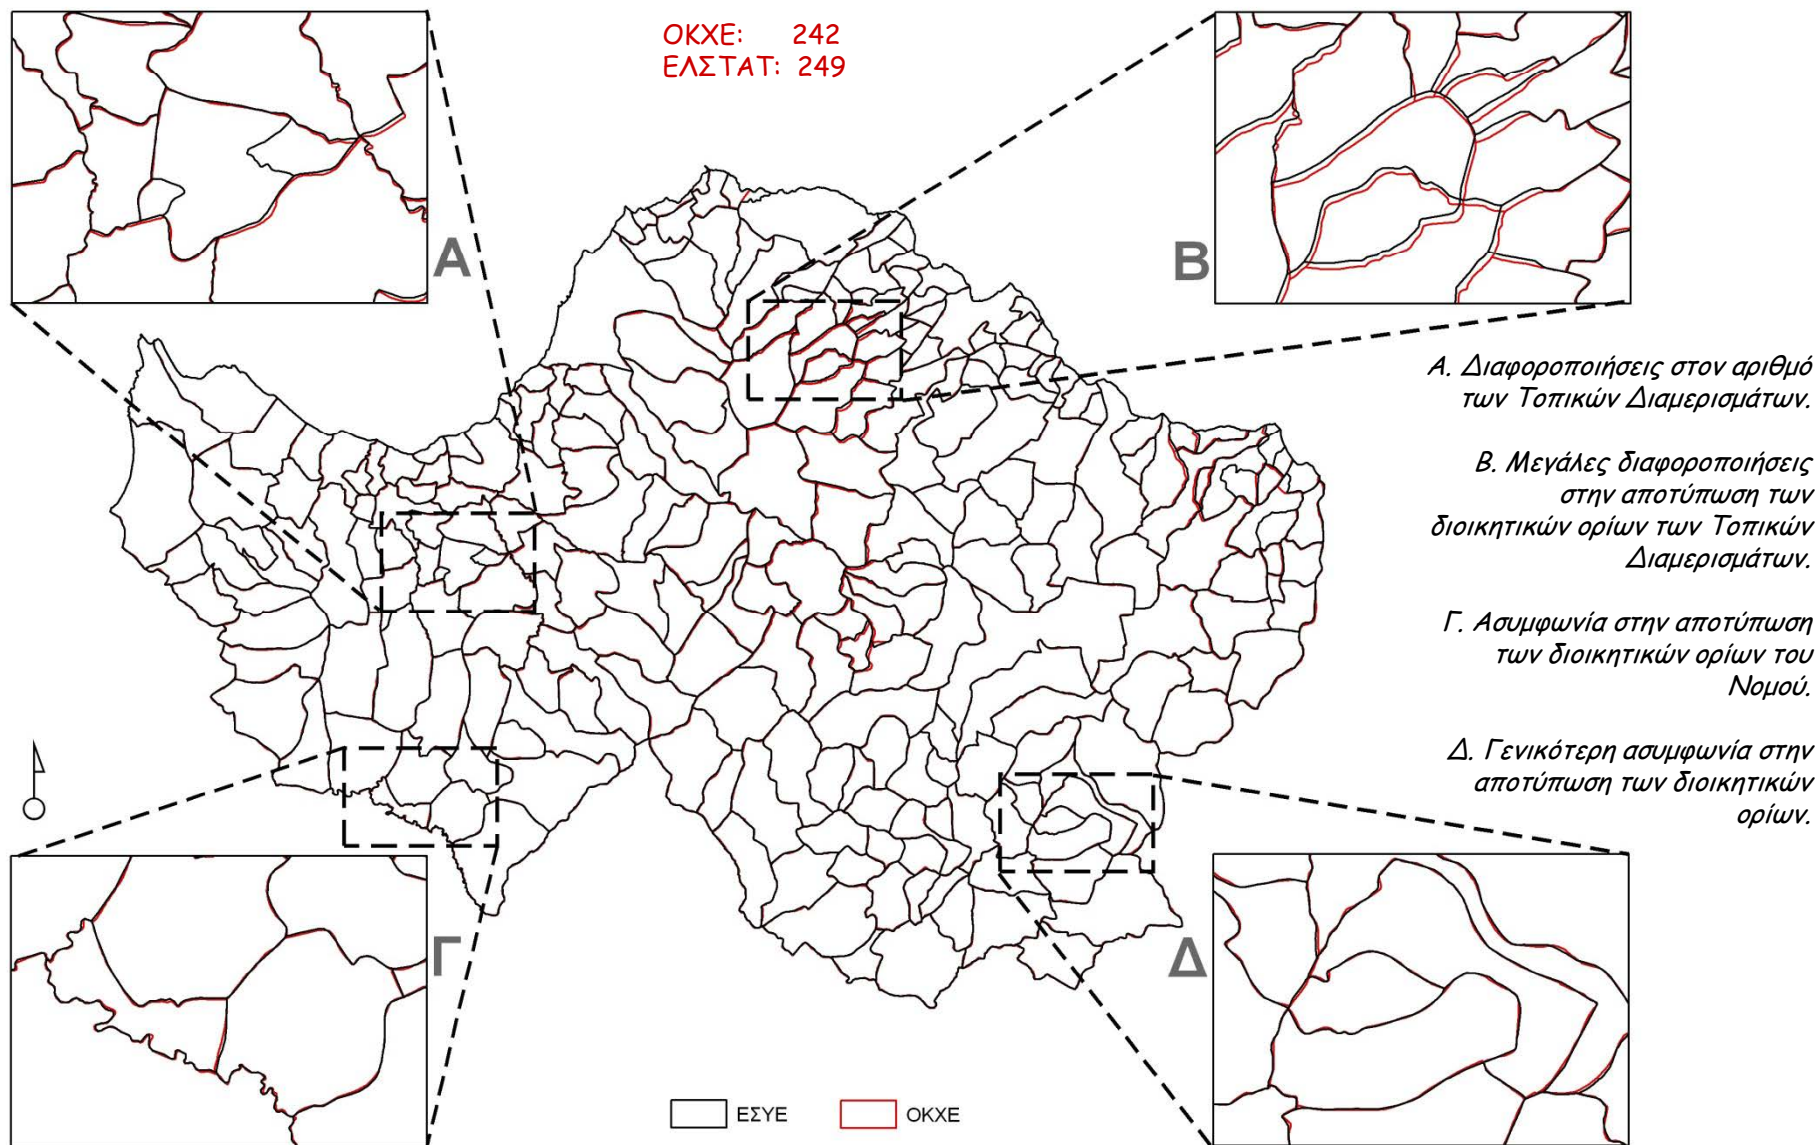 ΟΚΧΕ: 242
ΕΛΣΤΑΤ: 249
Α
Β
Α. Διαφοροποιήσεις στον αριθμό
των Τοπικών Διαμερισμάτων.
Β. Μεγάλες διαφοροποιήσεις
στην αποτύπωση των
διοικητικών ορίων των Τοπικών
Διαμερισμάτων.
Γ. Ασυμφωνία στην αποτύπωση
των διοικητικών ορίων του
Νομού.
Δ. Γενικότερη ασυμφωνία στην
αποτύπωση των διοικητικών
ορίων.
Γ
Δ
ΕΣΥΕ
ΟΚΧΕ